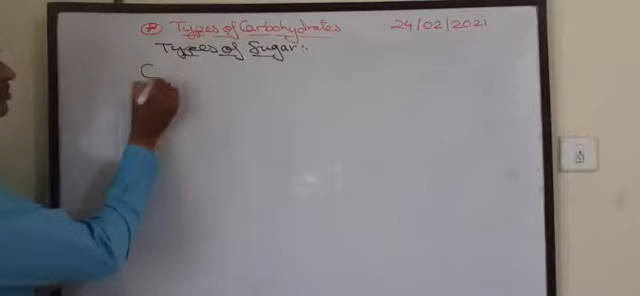 Types of Carbohydrates 24/02/2021
Types of Sugar:-
C